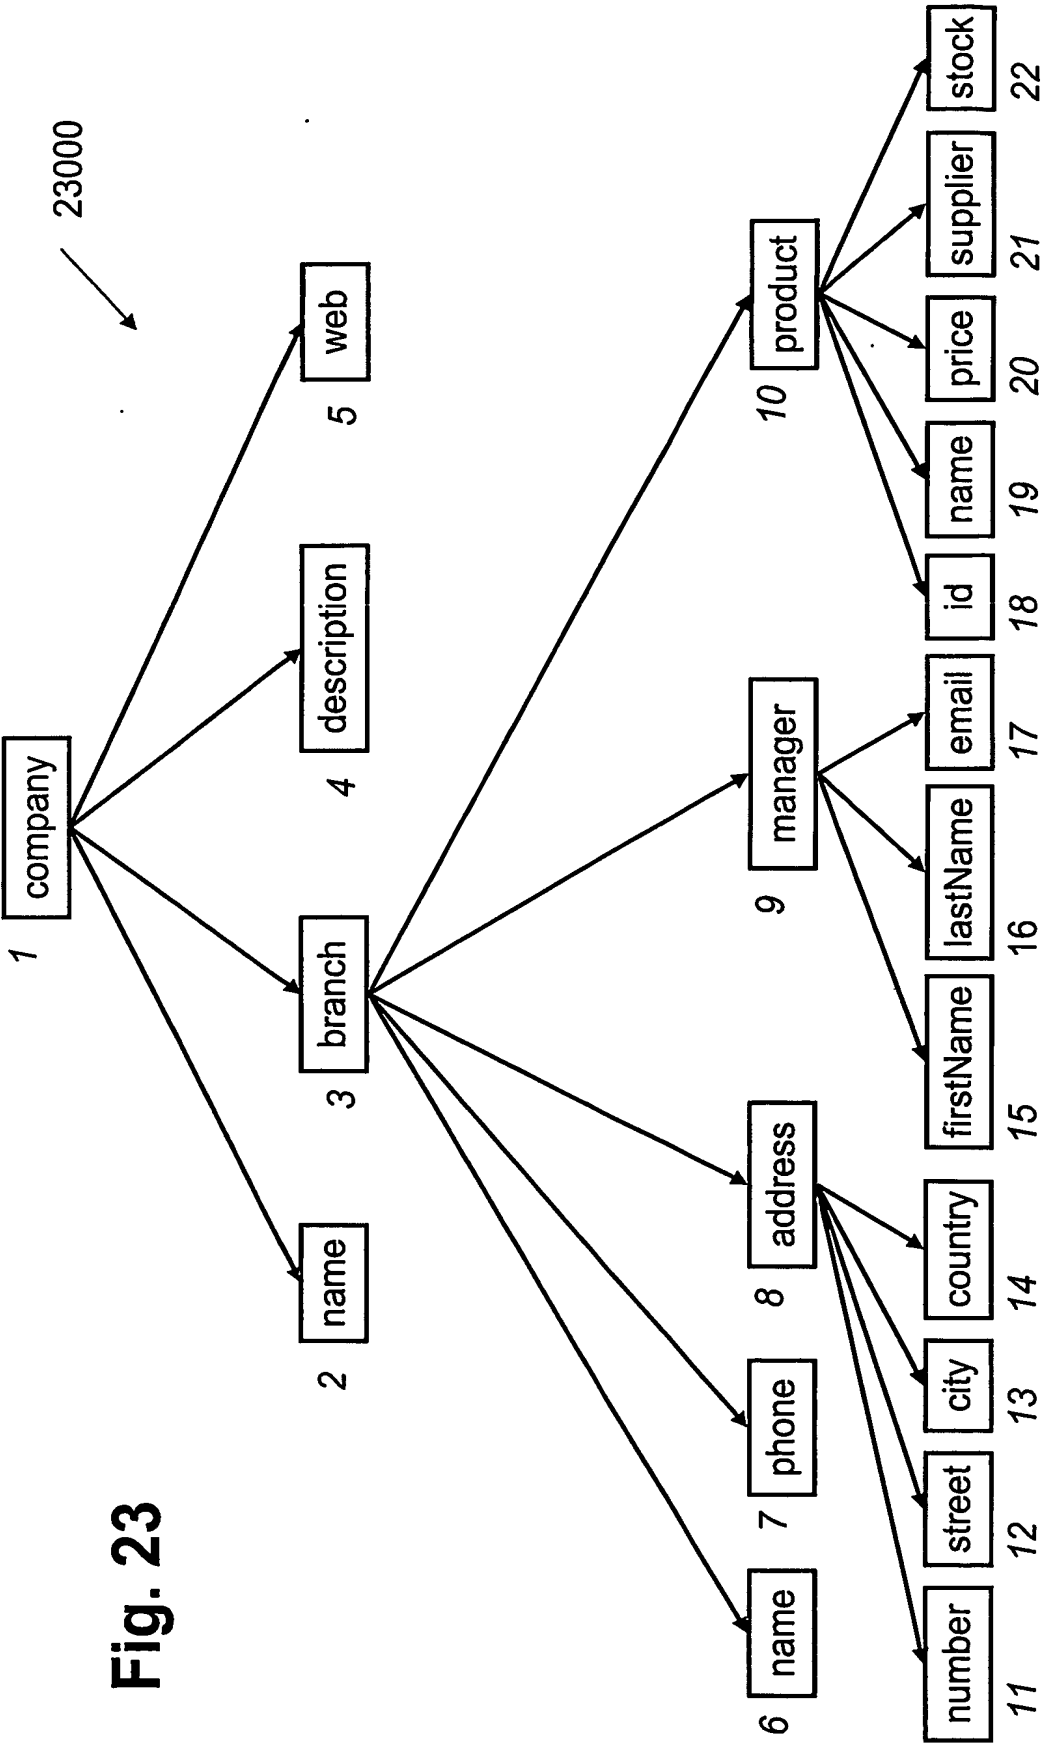 Fig. 23
23000
1
company
2
name
3
branch
4
description
5
web
6
name
7
phone
8
address
9
manager
10
product
number
street
city
country
firstName
lastName
email
id
name
price
supplier
stock
11
12
13
14
15
16
17
18
19
20
21
22